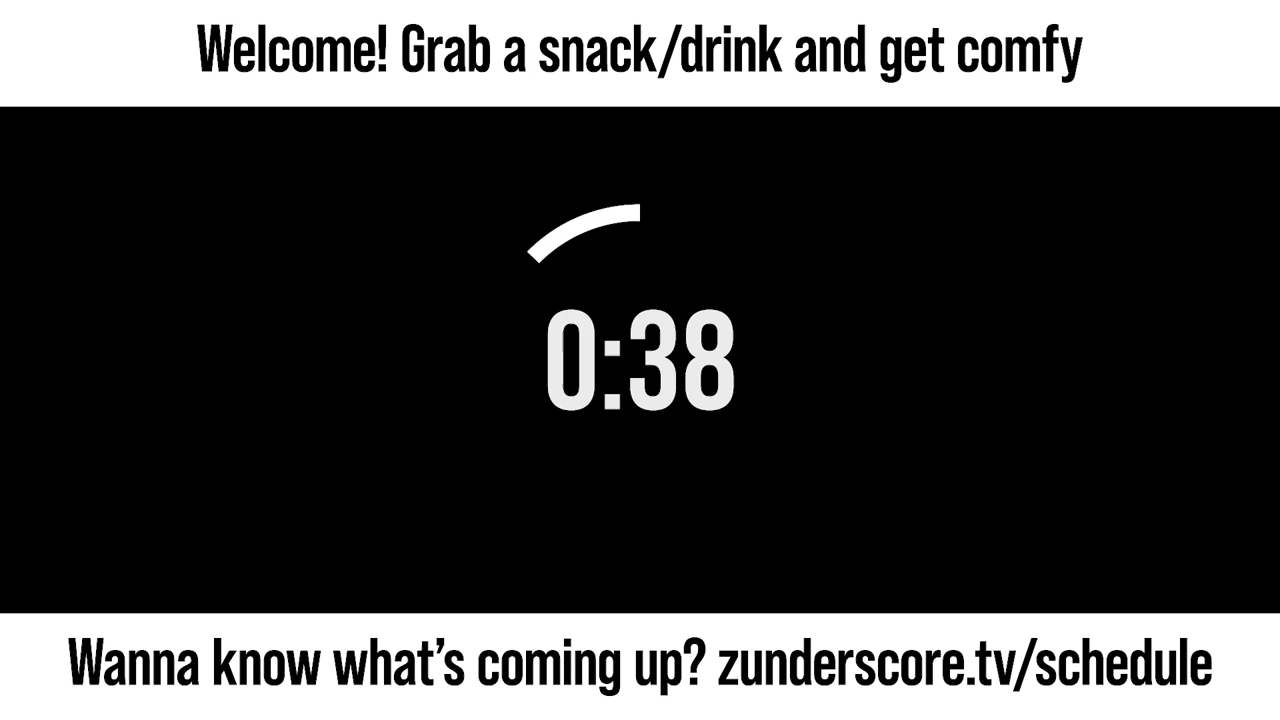 Welcome! Grab a snack/drink and get comfy
0:38
Wanna know what’s coming up? zunderscore.tv/schedule